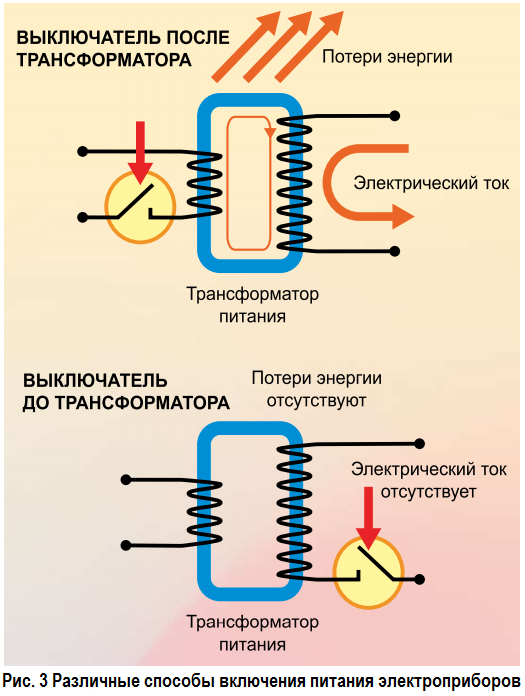 ВЫКЛЮЧАТЕЛЬ ПОСЛЕ
ТРАНСФОРМАТОРА
Потери энергии
Электрический ток
Трансформатор
питания
ВЫКЛЮЧАТЕЛЬ
ДО ТРАНСФОРМАТОРА
Потери энергии
отсутствуют
Электрический ток
отсутствует
Трансформатор
питания
Рис. 3 Различные способы включения питания электроприборов